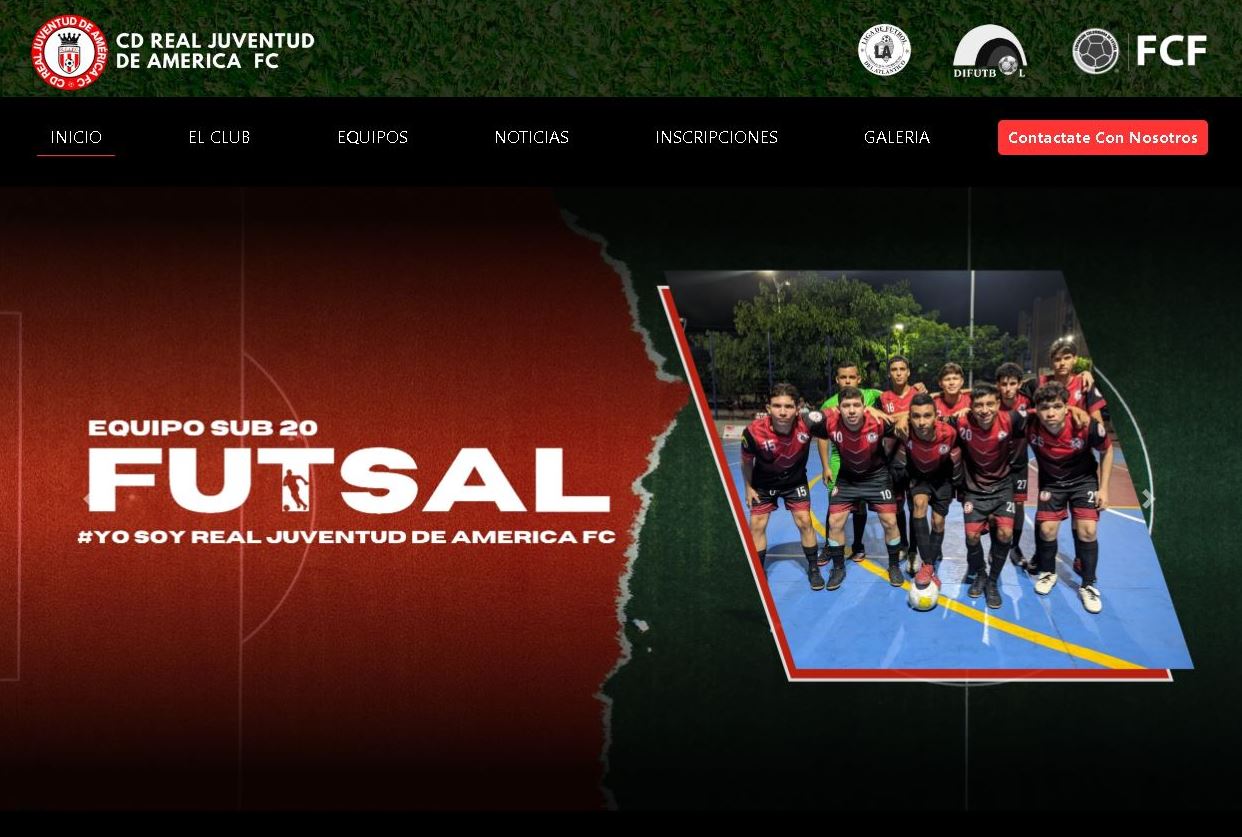 CD REAL JUVENTUD DE AMERICA FC
CD REAL JUVENTUD
DE AMERICA FC
LIGA DE FUTBOL
DEL ATLANTICO
DIFUTBOL
FCF
INICIO
EL CLUB
EQUIPOS
NOTICIAS
INSCRIPCIONES
GALERIA
Contactate Con Nosotros
EQUIPO SUB 20
FUTSAL
#YO SOY REAL JUVENTUD DE AMERICA FC
16
15
10
20
15
10
27
20
21